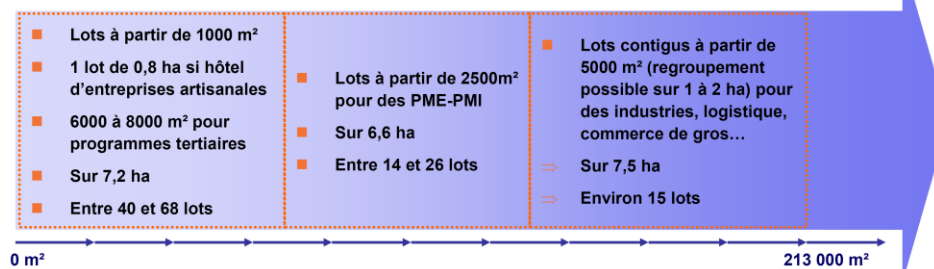 Lots à partir de 1000 m²
1 lot de 0,8 ha si hôtel
d'entreprises artisanales
6000 à 8000 m² pour
programmes tertiaires
Sur 7,2 ha
Entre 40 et 68 lots
Lots à partir de 2500m²
pour des PME-PMI
Sur 6,6 ha
Entre 14 et 26 lots
Lots contigus à partir de
5000 m² (regroupement
possible sur 1 à 2 ha) pour
des industries, logistique,
commerce de gros…
⇒ Sur 7,5 ha
⇒ Environ 15 lots
0 m²
213 000 m²